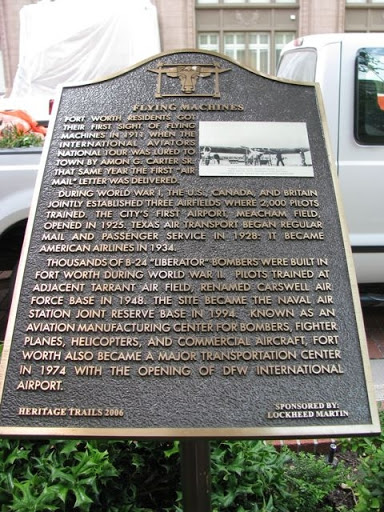 FLYING MACHINES
FORT WORTH RESIDENTS GOT
THEIR FIRST SIGHT OF FLYING
MACHINES IN 1911 WHEN THE
INTERNATIONAL AVIATORS
NATIONAL TOUR WAS LURED TO
TOWN BY AMON G. CARTER SR.
THAT SAME YEAR THE FIRST "AIR
MAIL" LETTER WAS DELIVERED.
DURING WORLD WAR I, THE U.S., CANADA, AND BRITAIN
JOINTLY ESTABLISHED THREE AIRFIELDS WHERE 2,000 PILOTS
TRAINED. THE CITY'S FIRST AIRPORT, MEACHAM FIELD,
OPENED IN 1925. TEXAS AIR TRANSPORT BEGAN REGULAR
MAIL AND PASSENGER SERVICE IN 1928; IT BECAME
AMERICAN AIRLINES IN 1934.
THOUSANDS OF B-24 "LIBERATOR" BOMBERS WERE BUILT IN
FORT WORTH DURING WORLD WAR II. PILOTS TRAINED AT
ADJACENT TARRANT AIR FIELD, RENAMED CARSWELL AIR
FORCE BASE IN 1948. THE SITE BECAME THE NAVAL AIR
STATION JOINT RESERVE BASE IN 1994. KNOWN AS AN
AVIATION MANUFACTURING CENTER FOR BOMBERS, FIGHTER
PLANES, HELICOPTERS, AND COMMERCIAL AIRCRAFT, FORT
WORTH ALSO BECAME A MAJOR TRANSPORTATION CENTER
IN 1974 WITH THE OPENING OF DFW INTERNATIONAL
AIRPORT.
HERITAGE TRAILS 2006
SPONSORED BY:
LOCKHEED MARTIN